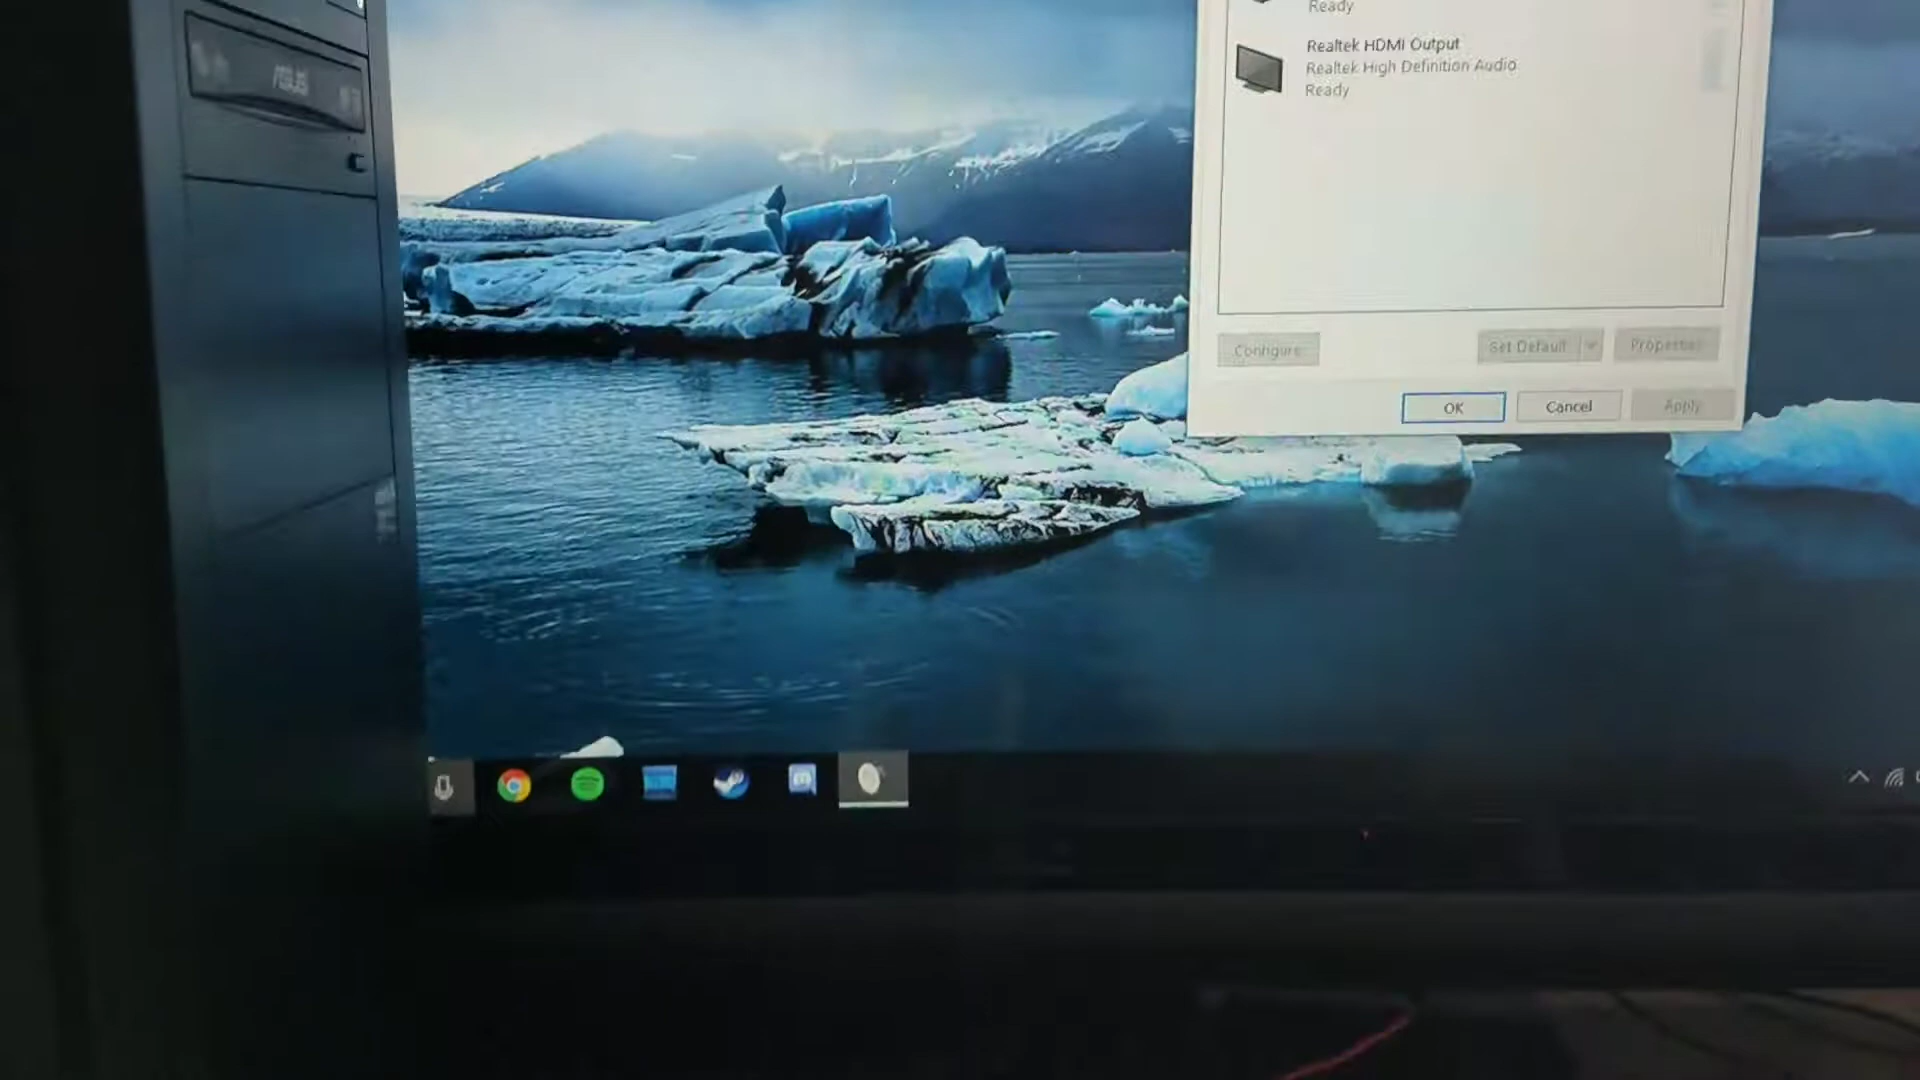 Ready
Realtek HDMI Output
Realtek High Definition Audio
Ready
ASUS
Configure
Set Default
Properties
OK
Cancel
Apply